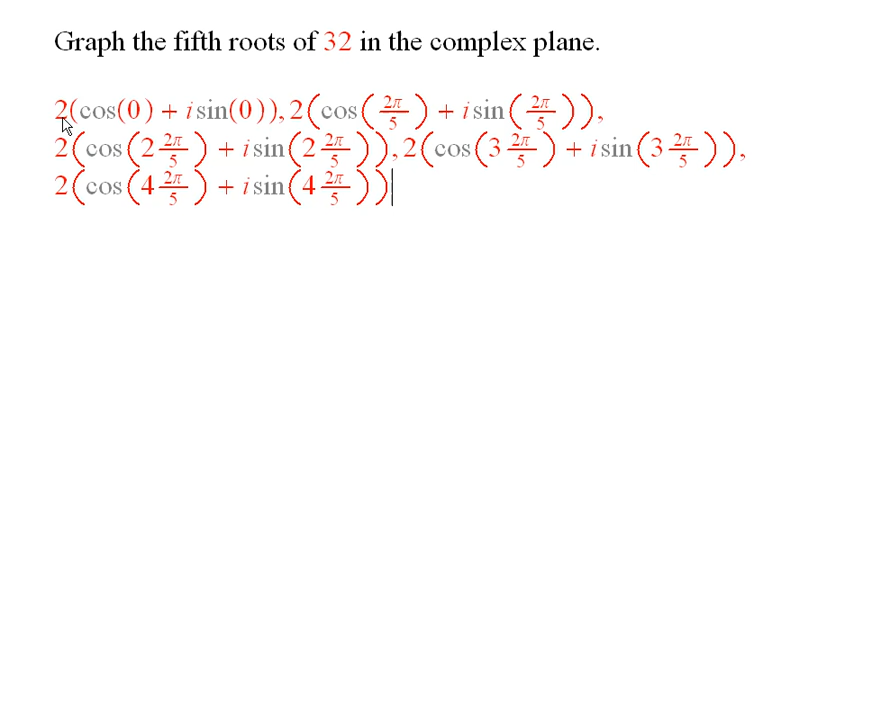 Graph the fifth roots of 32 in the complex plane.
2(cos(0) + i sin(0)), 2(cos(2π/5) + i sin(2π/5)),
2(cos(2 2π/5) + i sin(2 2π/5)), 2(cos(3 2π/5) + i sin(3 2π/5)),
2(cos(4 2π/5) + i sin(4 2π/5))